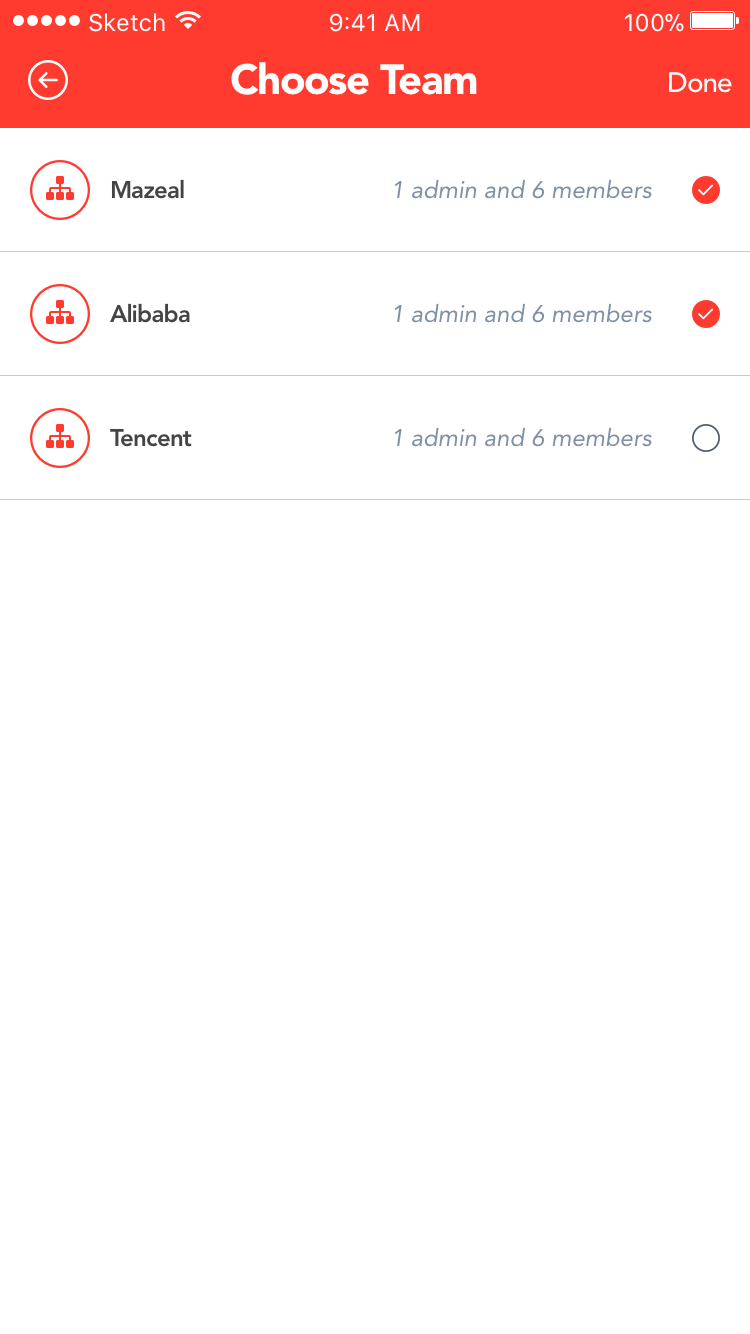 Sketch 9:41 AM 100%
Choose Team Done
Mazeal 1 admin and 6 members
Alibaba 1 admin and 6 members
Tencent 1 admin and 6 members